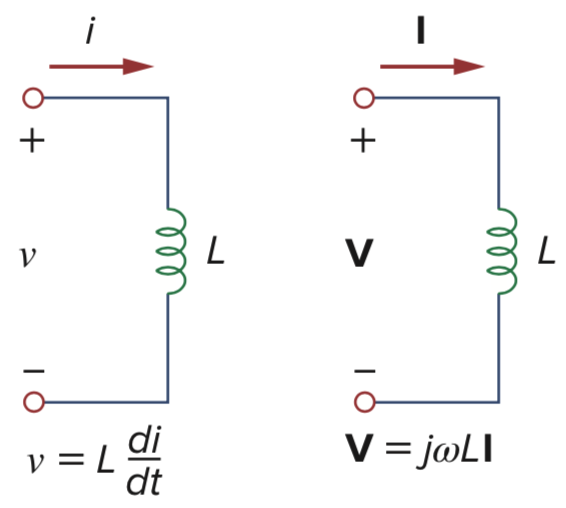 i
I
+
+
v
L
V
L
−
−
v = L di/dt
V = jωLI